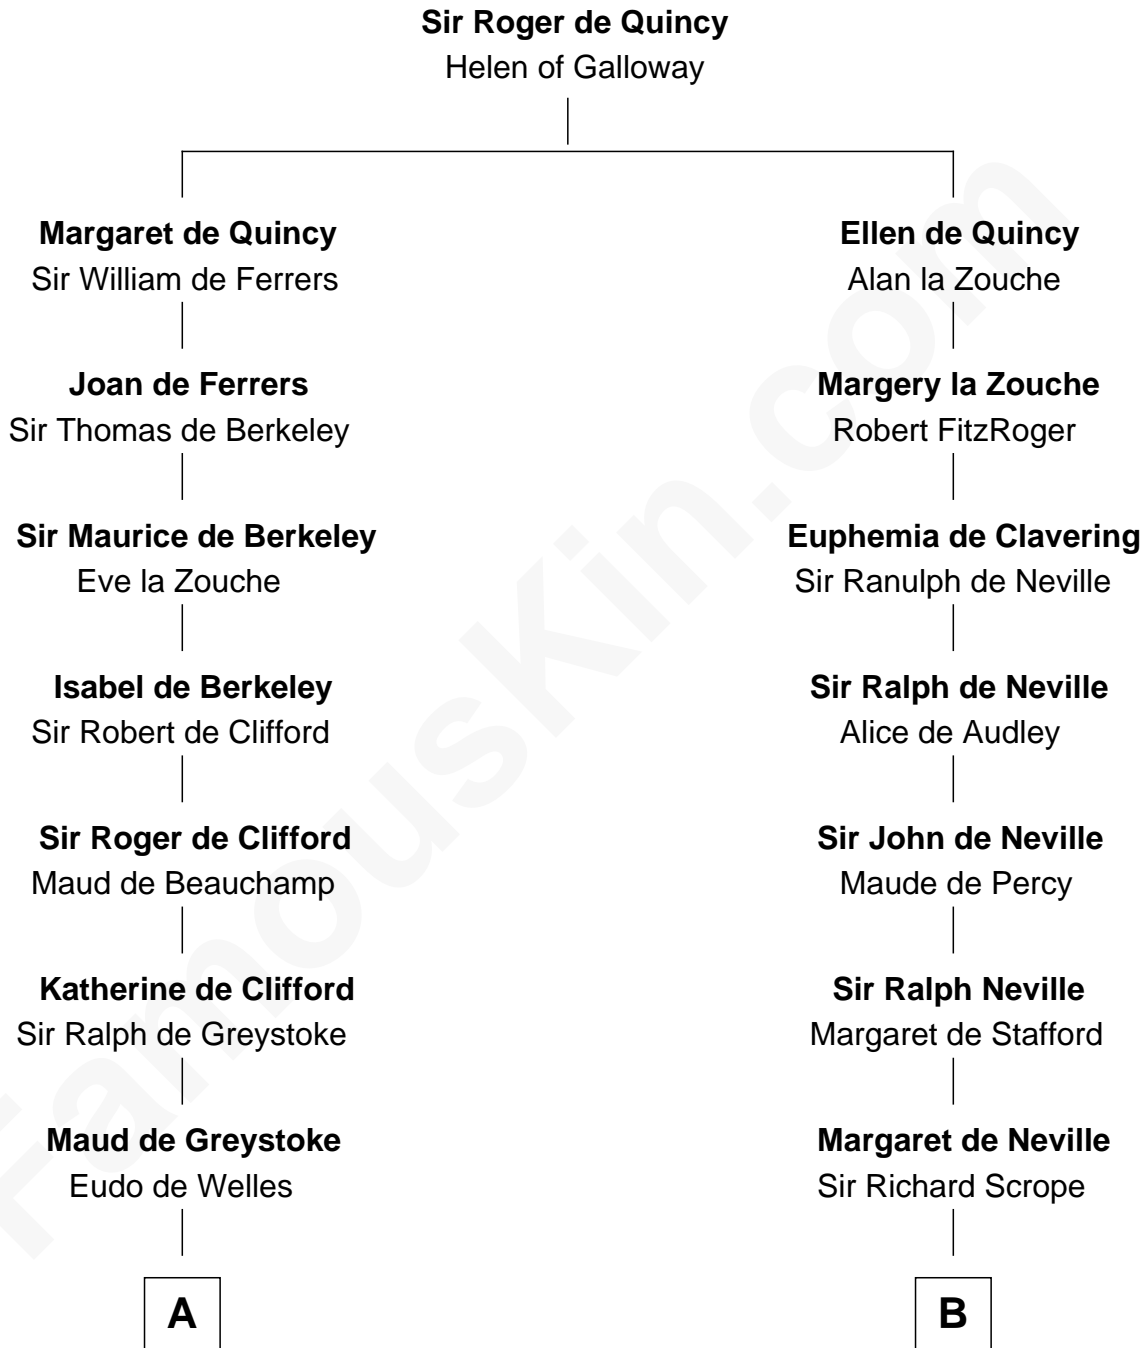 Sir Roger de Quincy
Helen of Galloway
Margaret de Quincy
Sir William de Ferrers
Ellen de Quincy
Alan la Zouche
Joan de Ferrers
Sir Thomas de Berkeley
Margery la Zouche
Robert FitzRoger
Sir Maurice de Berkeley
Eve la Zouche
Euphemia de Clavering
Sir Ranulph de Neville
Isabel de Berkeley
Sir Robert de Clifford
Sir Ralph de Neville
Alice de Audley
Sir Roger de Clifford
Maud de Beauchamp
Sir John de Neville
Maude de Percy
Katherine de Clifford
Sir Ralph de Greystoke
Sir Ralph Neville
Margaret de Stafford
Maud de Greystoke
Eudo de Welles
Margaret de Neville
Sir Richard Scrope
A
B
FamousKin.com